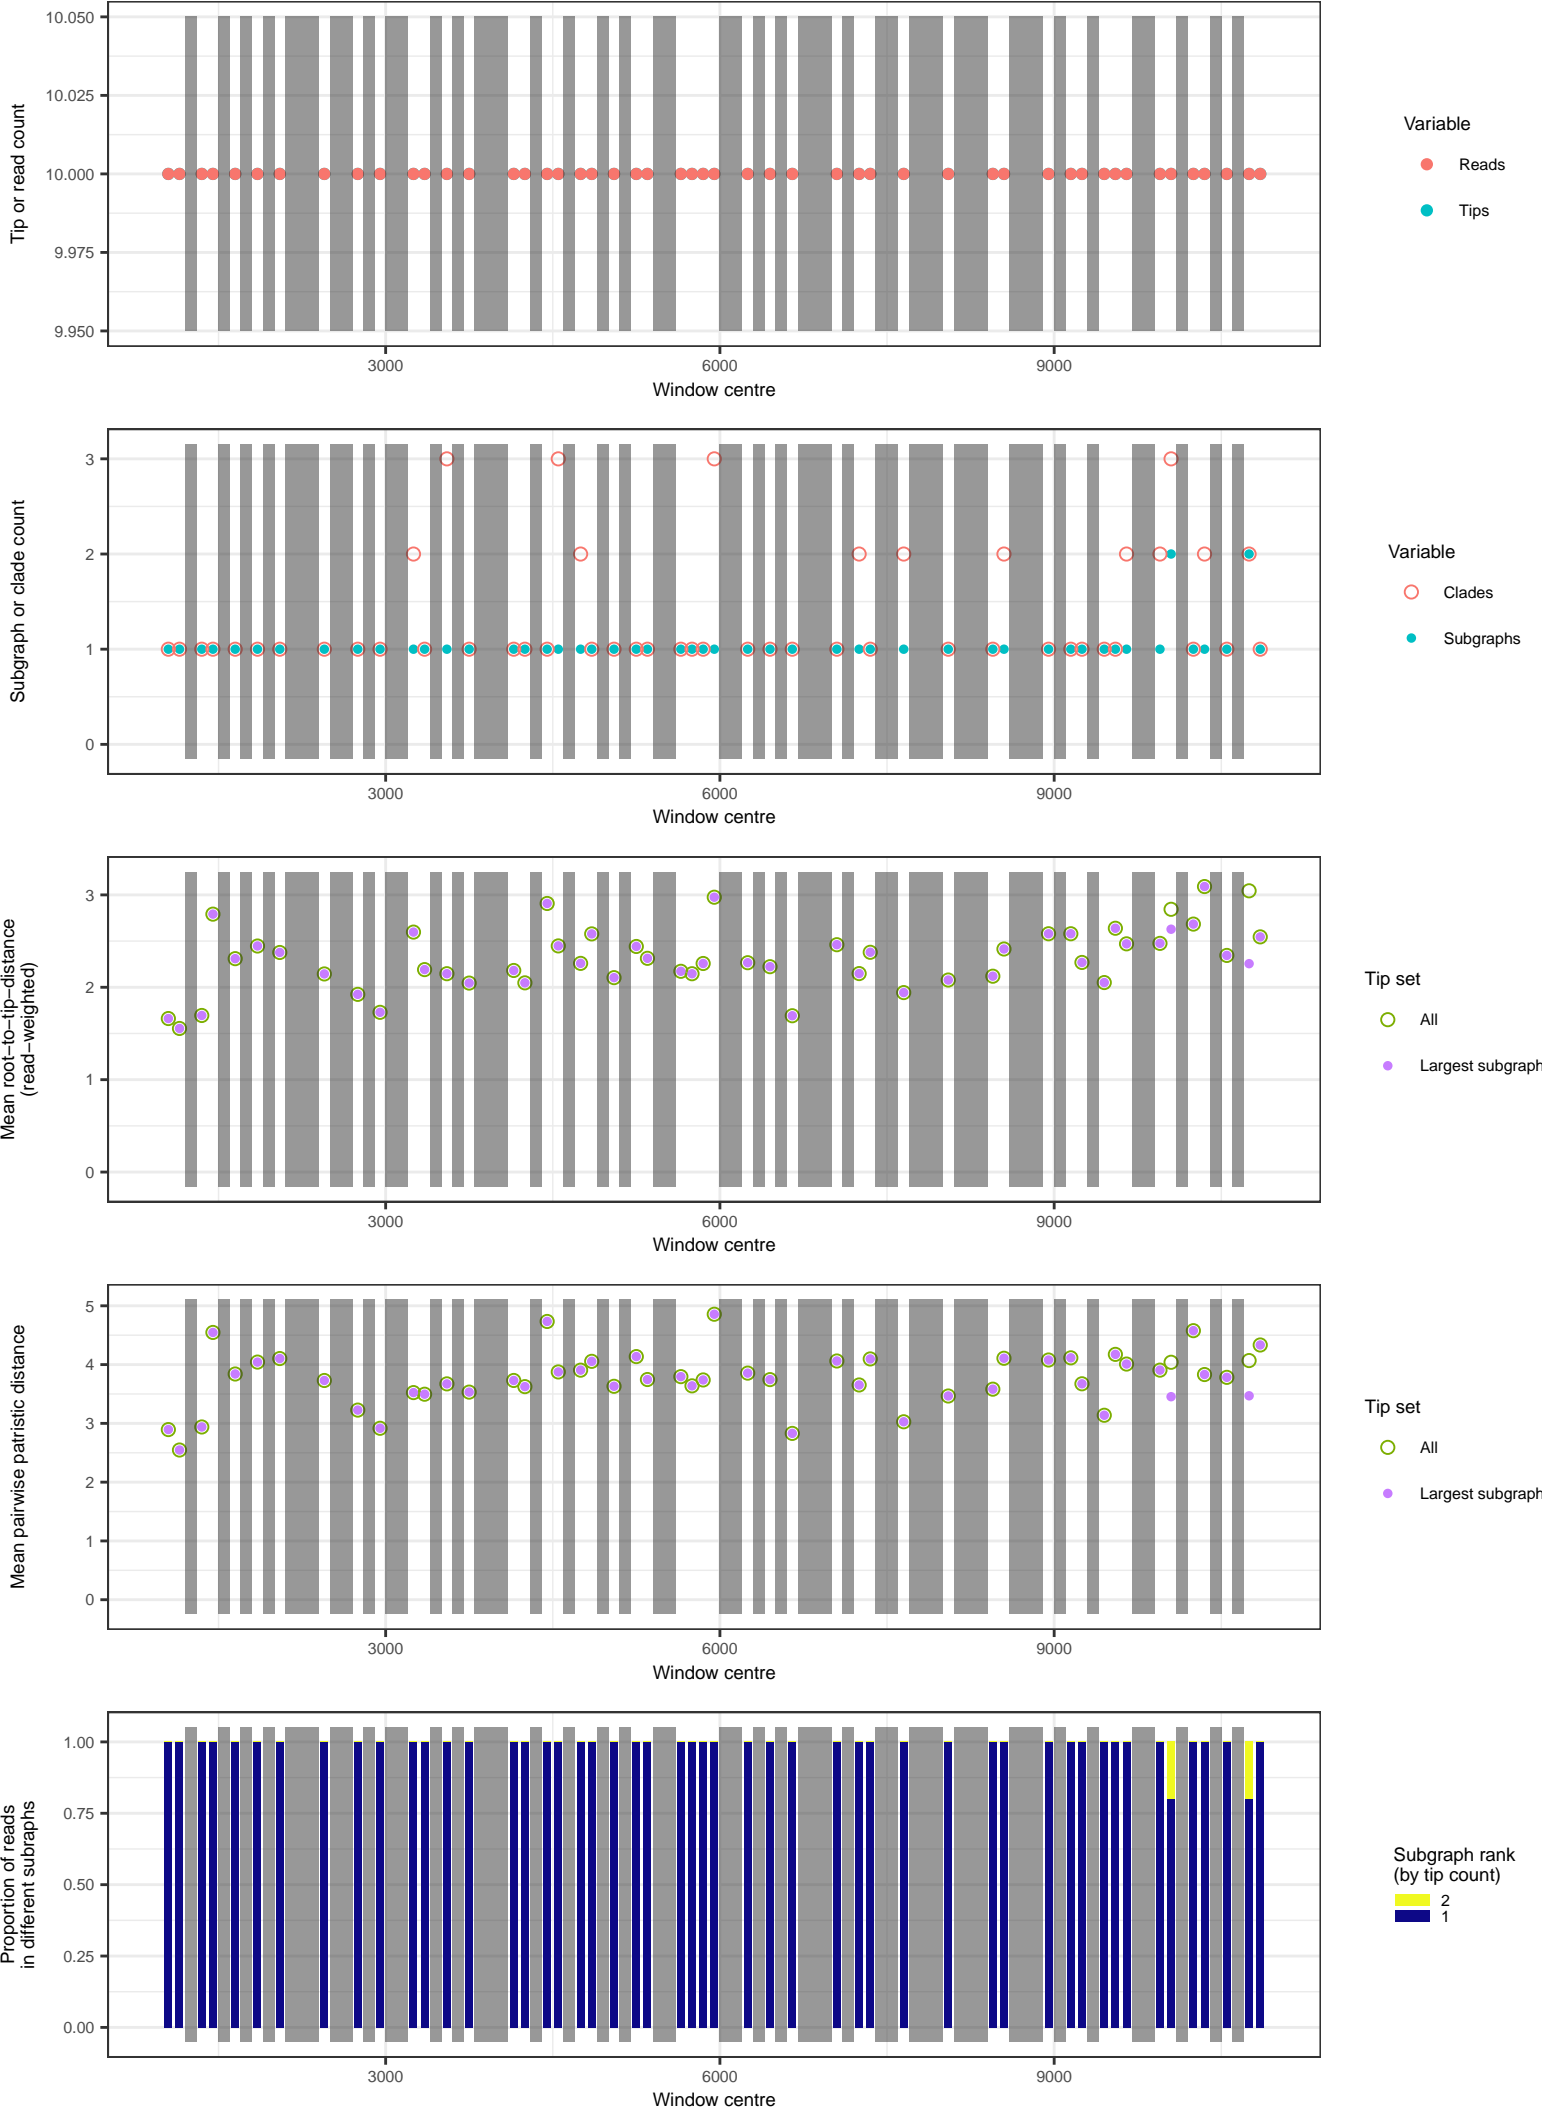 10.050
10.025
10.000
9.975
9.950
Tip or read count
3000
6000
9000
Window centre
Variable
Reads
Tips
3
2
1
0
Subgraph or clade count
3000
6000
9000
Window centre
Variable
Clades
Subgraphs
3
2
1
0
Mean root−to−tip−distance
(read−weighted)
3000
6000
9000
Window centre
Tip set
All
Largest subgraph
5
4
3
2
1
0
Mean pairwise patristic distance
3000
6000
9000
Window centre
Tip set
All
Largest subgraph
1.00
0.75
0.50
0.25
0.00
Proportion of reads
in different subraphs
3000
6000
9000
Window centre
Subgraph rank
(by tip count)
2
1